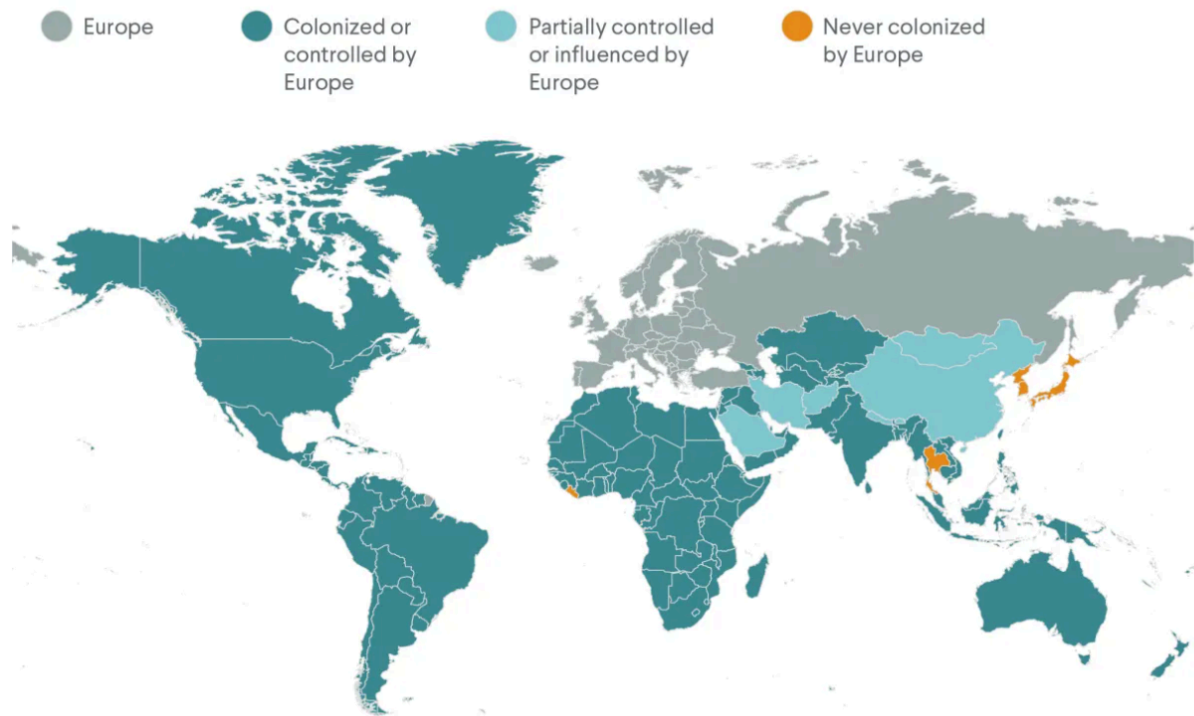 Europe
Colonized or
controlled by
Europe
Partially controlled
or influenced by
Europe
Never colonized
by Europe